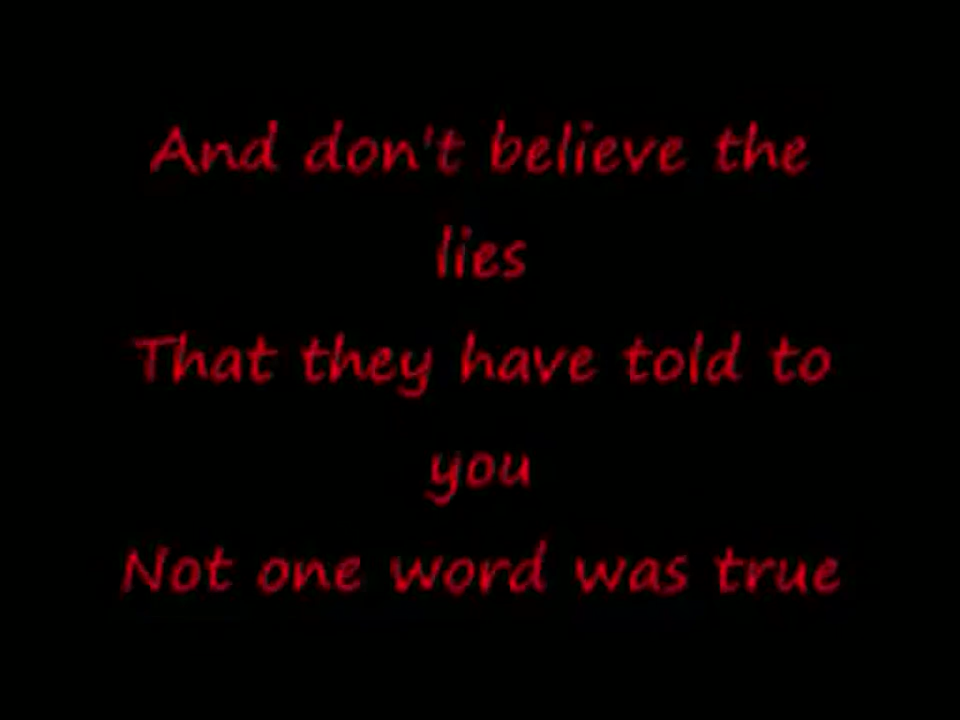 And don't believe the
lies
That they have told to
you
Not one word was true